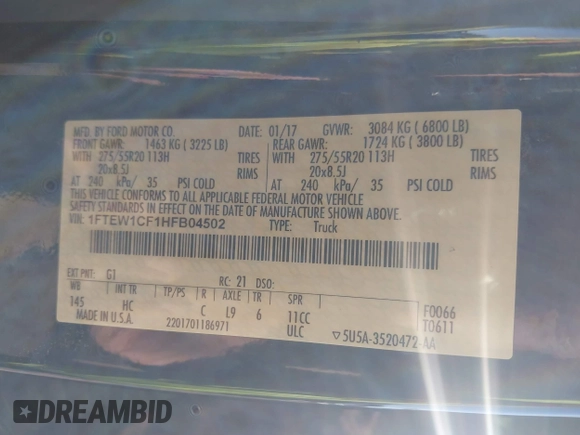 MFD. BY FORD MOTOR CO. 01/17 GVWR: 3084 KG ( 6800 LB)
FRONT GAWR: 1463 KG ( 3225 LB) REAR GAWR: 1724 KG ( 3800 LB)
WITH 275/55R20 113H TIRES WITH 275/55R20 113H TIRES
20x8.5J RIMS 20x8.5J RIMS
AT 240 kPa/ 35 PSI COLD AT 240 kPa/ 35 PSI COLD
THIS VEHICLE CONFORMS TO ALL APPLICABLE FEDERAL MOTOR VEHICLE
SAFETY STANDARDS IN EFFECT ON THE DATE OF MANUFACTURE SHOWN ABOVE.
VIN: 1FTEW1CF1HFB04502 TYPE: Truck
EXT PNT: G1 RC: 21 DSO:
WB INT TR TP/PS R AXLE TR SPR F0066
145 HC C L9 6 11CC T0611
MADE IN U.S.A. 2201701186971 ULC ▽5U5A-3520472-AA
DREAMBID